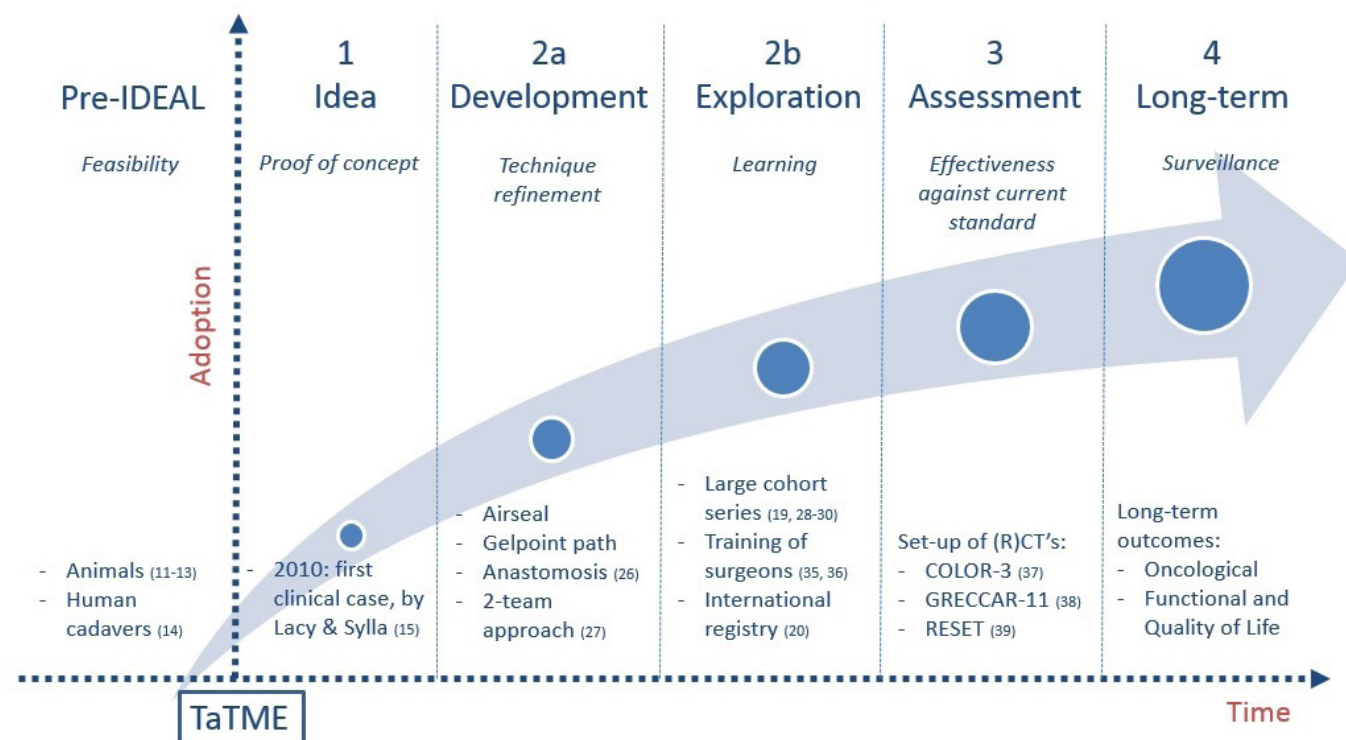 Pre-IDEAL
Feasibility
- Animals (11-13)
- Human
cadavers (14)
1
Idea
Proof of concept
- 2010: first
clinical case, by
Lacy & Sylla (15)
2a
Development
Technique
refinement
- Airseal
- Gelpoint path
- Anastomosis (26)
- 2-team
approach (27)
2b
Exploration
Learning
- Large cohort
series (19, 28-30)
- Training of
surgeons (35, 36)
- International
registry (20)
3
Assessment
Effectiveness
against current
standard
Set-up of (R)CT's:
- COLOR-3 (37)
- GRECCAR-11 (38)
- RESET (39)
4
Long-term
Surveillance
Long-term
outcomes:
- Oncological
- Functional and
Quality of Life
Adoption
TaTME
Time